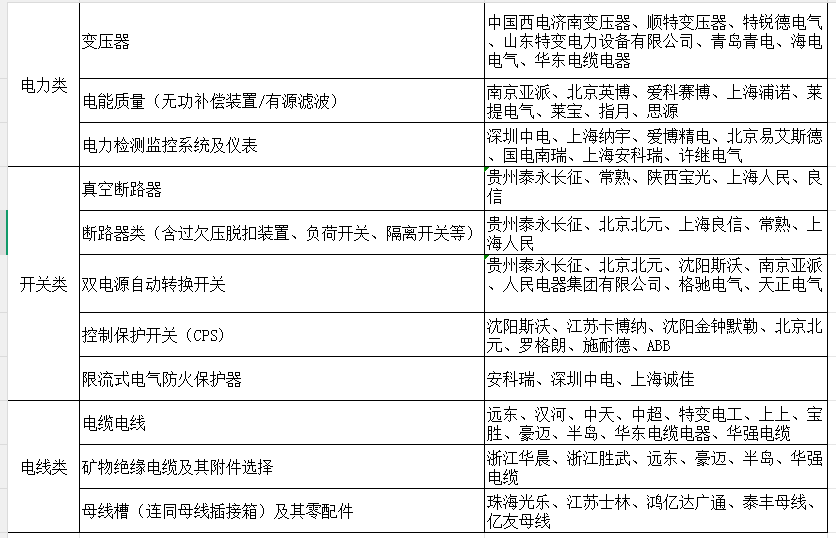 电力类
变压器
中国西电济南变压器、顺特变压器、特锐德电气
、山东特变电力设备有限公司、青岛青电、海电
电气、华东电缆电器
电能质量（无功补偿装置/有源滤波）
南京亚派、北京英博、爱科赛博、上海浦诺、莱
提电气、莱宝、指月、思源
电力检测监控系统及仪表
深圳中电、上海纳宇、爱博精电、北京易艾斯德
、国电南瑞、上海安科瑞、许继电气
开关类
真空断路器
贵州泰永长征、常熟、陕西宝光、上海人民、良
信
断路器类（含过欠压脱扣装置、负荷开关、隔离开关等）
贵州泰永长征、北京北元、上海良信、常熟、上
海人民
双电源自动转换开关
贵州泰永长征、北京北元、沈阳斯沃、南京亚派
、人民电器集团有限公司、格驰电气、天正电气
控制保护开关（CPS）
沈阳斯沃、江苏卡博纳、沈阳金钟默勒、北京北
元、罗格朗、施耐德、ABB
限流式电气防火保护器
安科瑞、深圳中电、上海诚佳
电线类
电缆电线
远东、汉河、中天、中超、特变电工、上上、宝
胜、豪迈、半岛、华东电缆电器、华强电缆
矿物绝缘电缆及其附件选择
浙江华晨、浙江胜武、远东、豪迈、半岛、华强
电缆
母线槽（连同母线插接箱）及其零配件
珠海光乐、江苏士林、鸿亿达广通、泰丰母线、
亿友母线